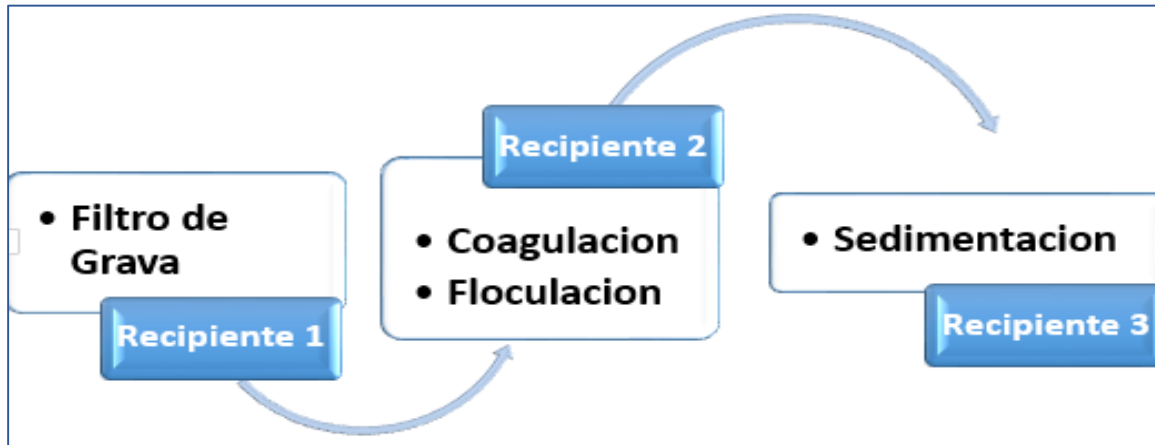 • Filtro de
Grava
Recipiente 1
Recipiente 2
• Coagulacion
• Floculacion
• Sedimentacion
Recipiente 3